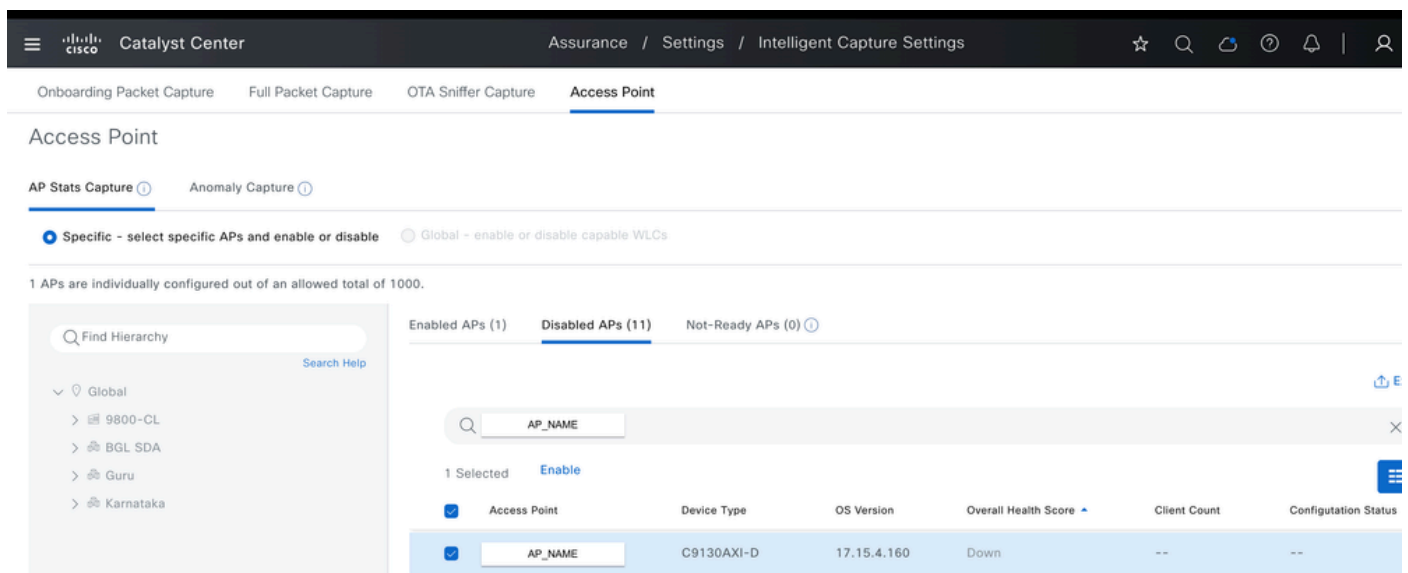 cisco Catalyst Center Assurance / Settings / Intelligent Capture Settings
Onboarding Packet Capture Full Packet Capture OTA Sniffer Capture Access Point
Access Point
AP Stats Capture Anomaly Capture
Specific - select specific APs and enable or disable Global - enable or disable capable WLCs
1 APs are individually configured out of an allowed total of 1000.
Find Hierarchy
Search Help
Global
9800-CL
BGL SDA
Guru
Karnataka
Enabled APs (1) Disabled APs (11) Not-Ready APs (0)
E
AP_NAME
1 Selected Enable
Access Point Device Type OS Version Overall Health Score Client Count Configutation Status
AP_NAME C9130AXI-D 17.15.4.160 Down -- --